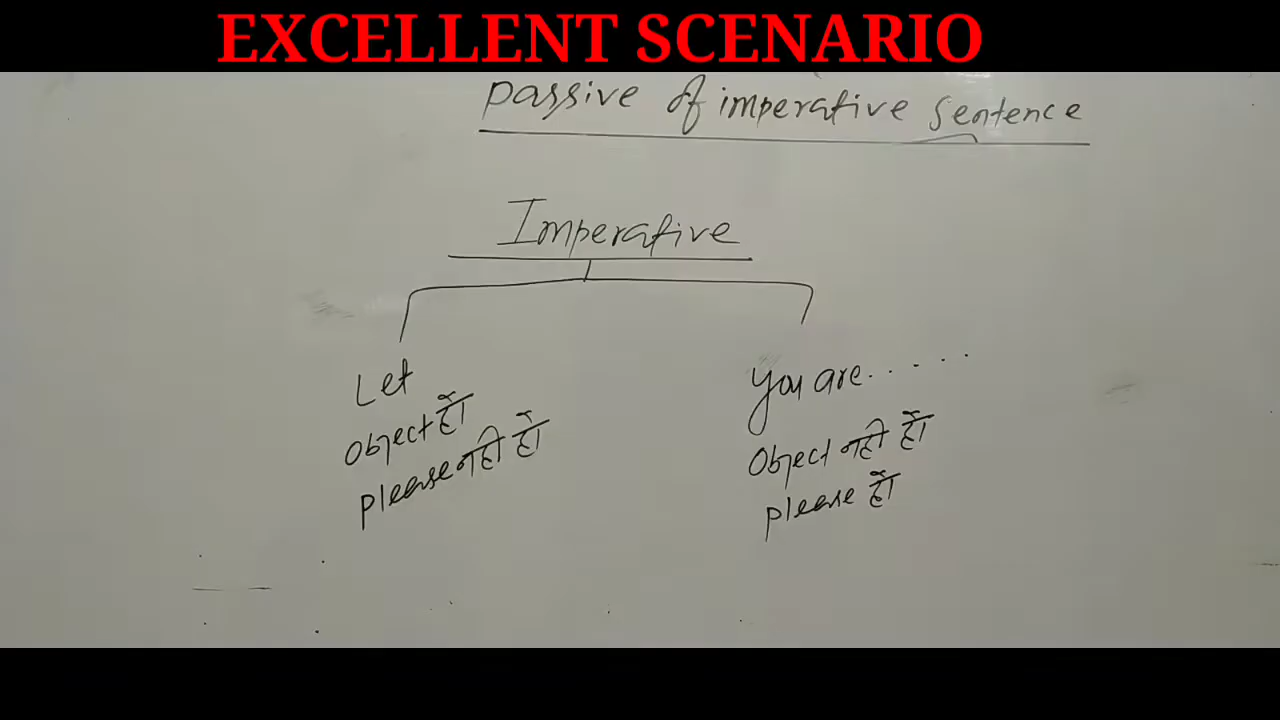 EXCELLENT SCENARIO
Passive of imperative sentence
Imperative
Let
object हो
please नही हो
You are......
Object नही हो
please हो